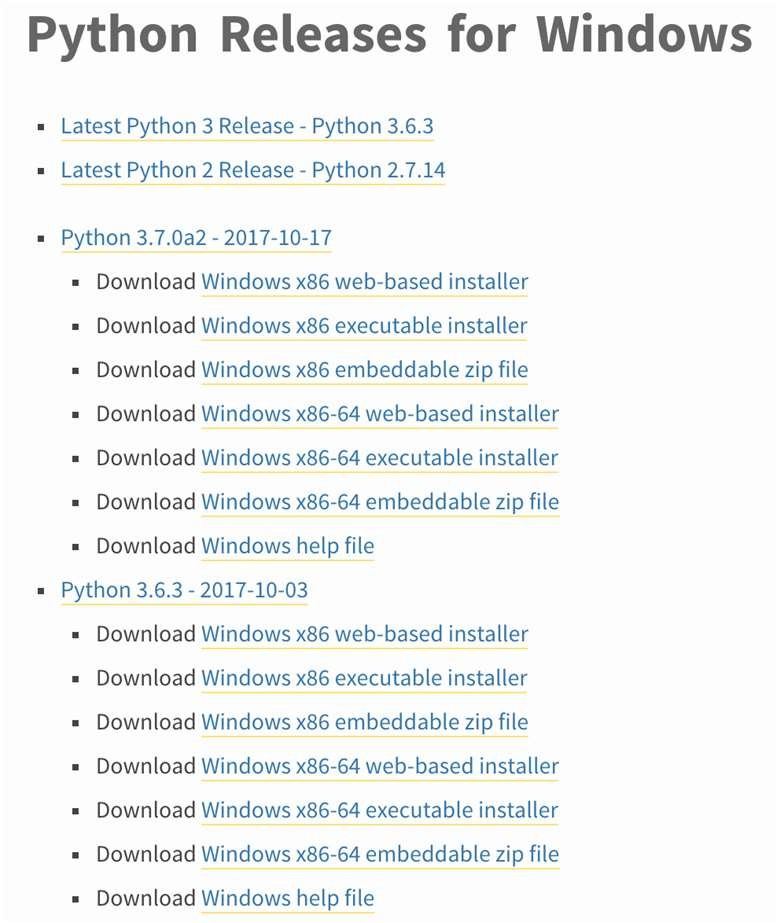 Python Releases for Windows
Latest Python 3 Release - Python 3.6.3
Latest Python 2 Release - Python 2.7.14
Python 3.7.0a2 - 2017-10-17
Download Windows x86 web-based installer
Download Windows x86 executable installer
Download Windows x86 embeddable zip file
Download Windows x86-64 web-based installer
Download Windows x86-64 executable installer
Download Windows x86-64 embeddable zip file
Download Windows help file
Python 3.6.3 - 2017-10-03
Download Windows x86 web-based installer
Download Windows x86 executable installer
Download Windows x86 embeddable zip file
Download Windows x86-64 web-based installer
Download Windows x86-64 executable installer
Download Windows x86-64 embeddable zip file
Download Windows help file